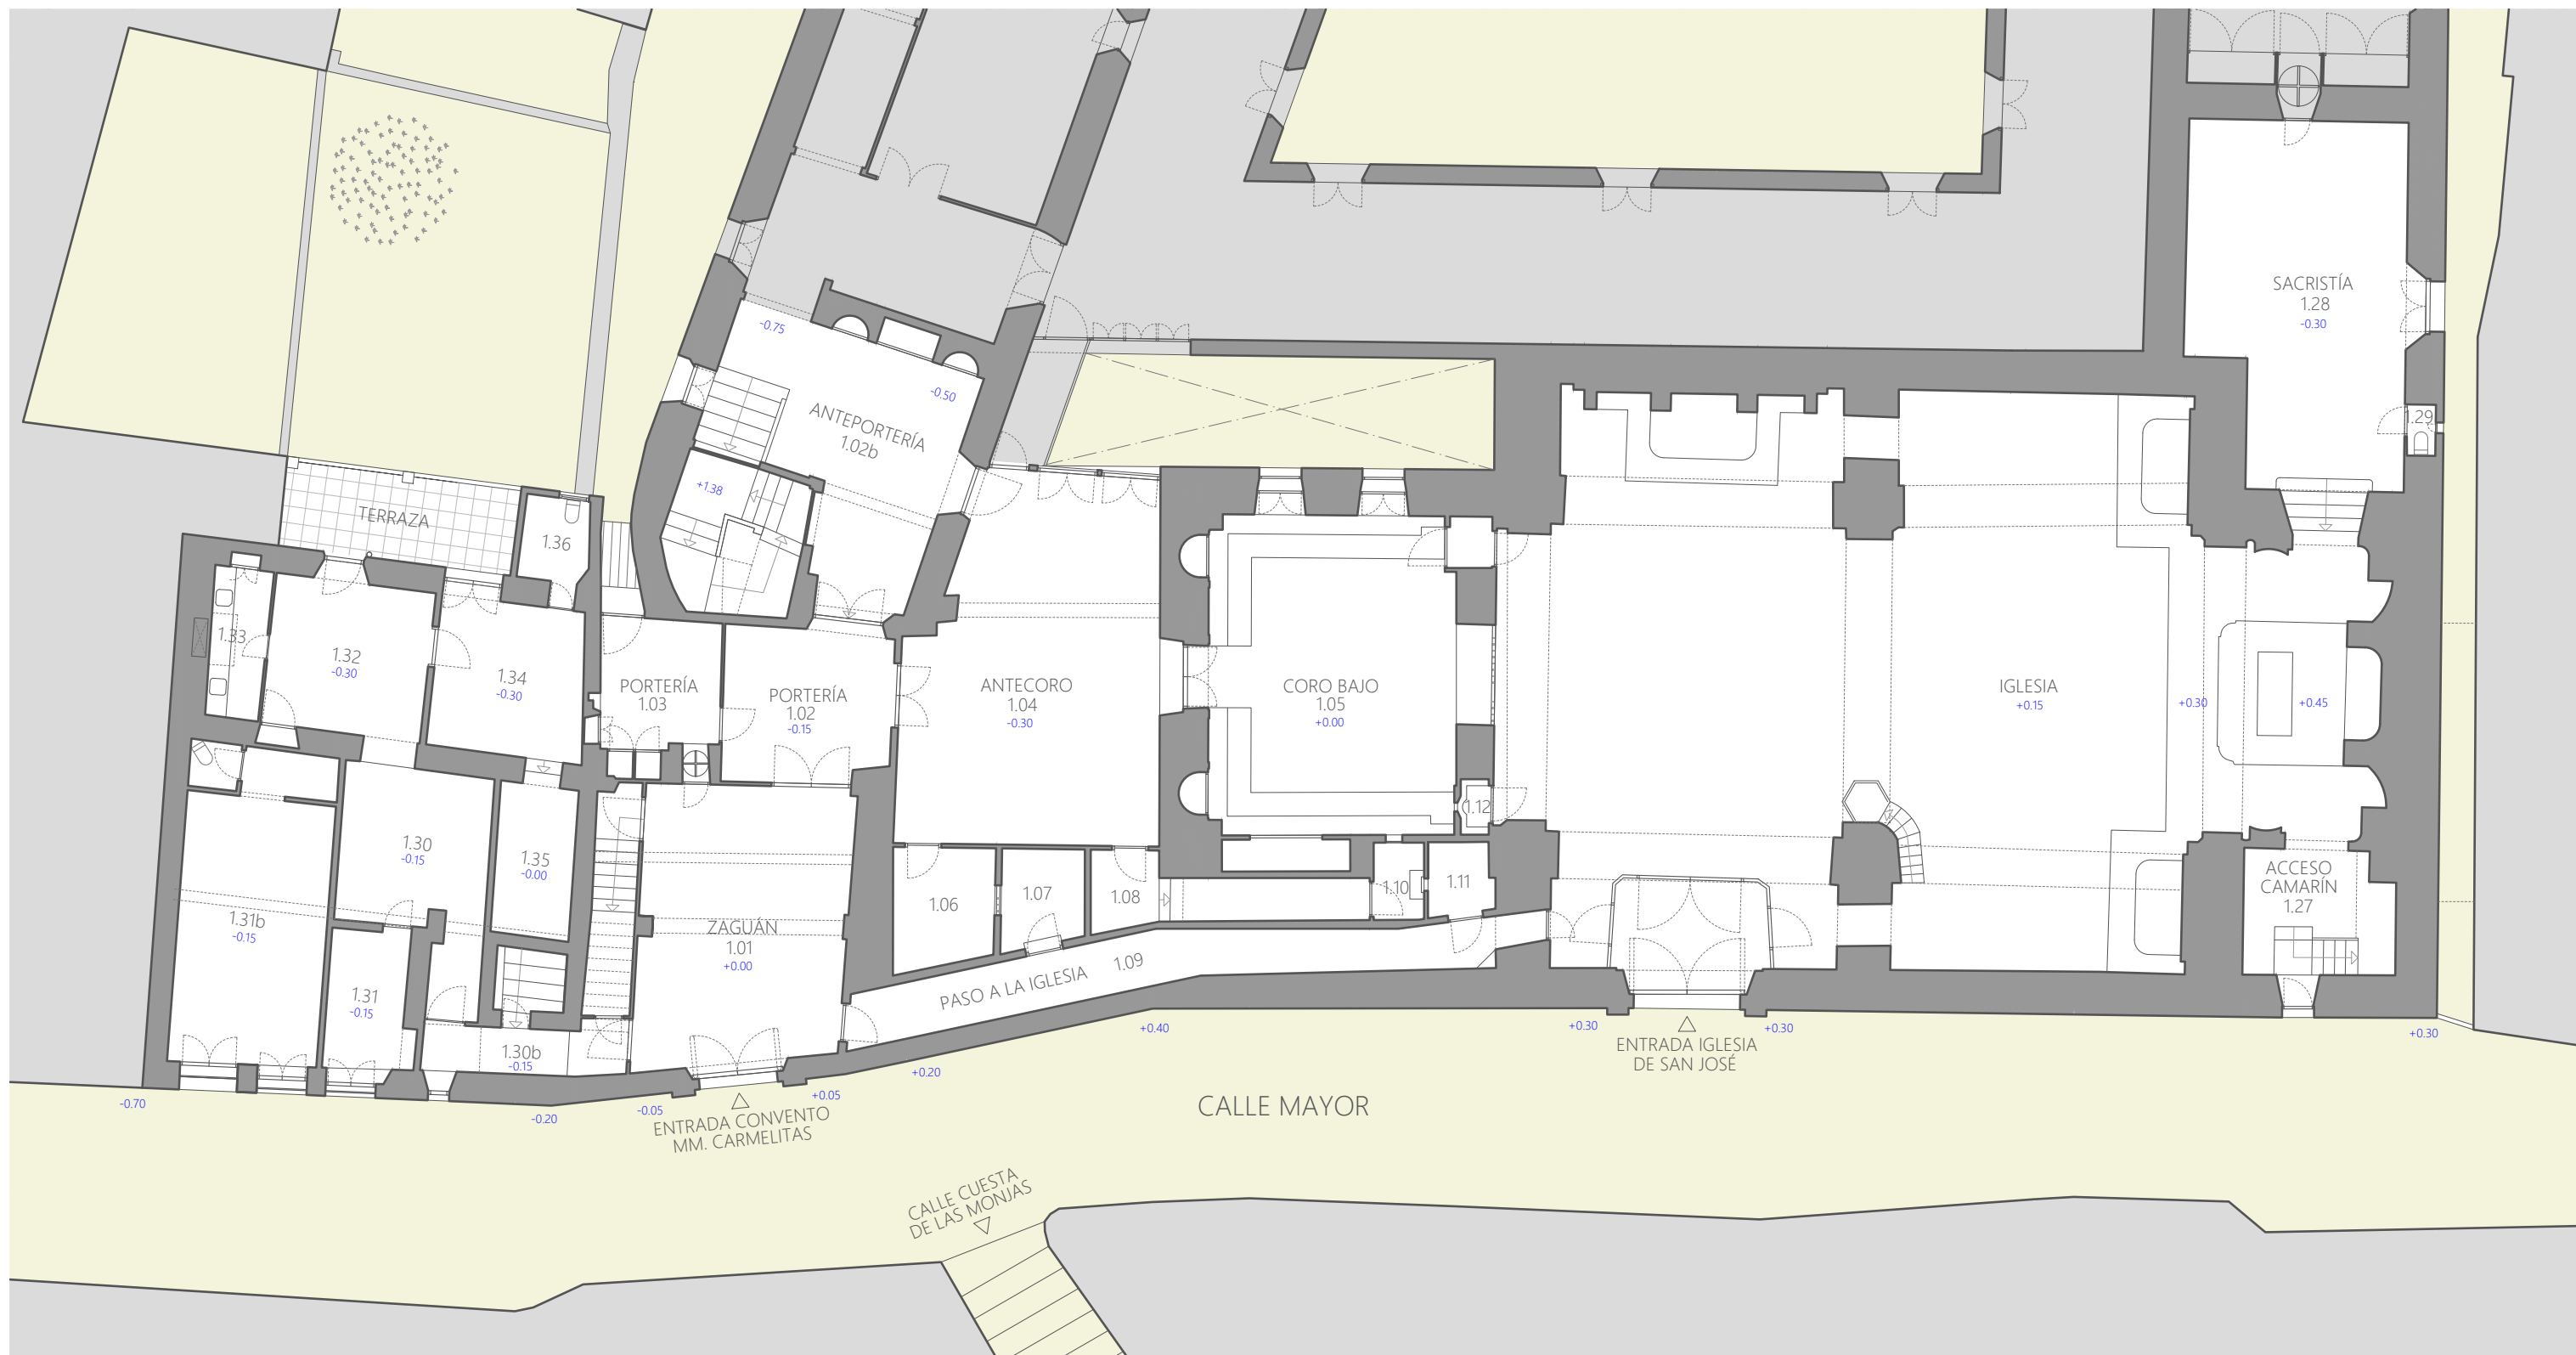 SACRISTÍA
1.28
-0.30
1.29
-0.75
-0.50
ANTEPORTERÍA
1.02b
+1.38
TERRAZA
1.36
1.33
1.32
-0.30
1.34
-0.30
PORTERÍA
1.03
PORTERÍA
1.02
-0.15
ANTECORO
1.04
-0.30
CORO BAJO
1.05
+0.00
1.12
IGLESIA
+0.15
+0.30
+0.45
1.30
-0.15
1.35
-0.00
1.31b
-0.15
1.31
-0.15
1.30b
-0.15
ZAGUÁN
1.01
+0.00
1.06
1.07
1.08
1.10
1.11
PASO A LA IGLESIA 1.09
ACCESO
CAMARÍN
1.27
-0.70
-0.20
-0.05
+0.05
+0.20
+0.40
+0.30
+0.30
+0.30
ENTRADA CONVENTO
MM. CARMELITAS
ENTRADA IGLESIA
DE SAN JOSÉ
CALLE MAYOR
CALLE CUESTA
DE LAS MONJAS